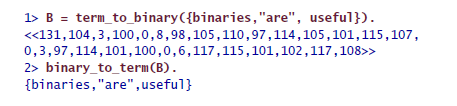 1> B = term_to_binary({binaries,"are", useful}).
<<131,104,3,100,0,8,98,105,110,97,114,105,101,115,107,
0,3,97,114,101,100,0,6,117,115,101,102,117,108>>
2> binary_to_term(B).
{binaries,"are",useful}